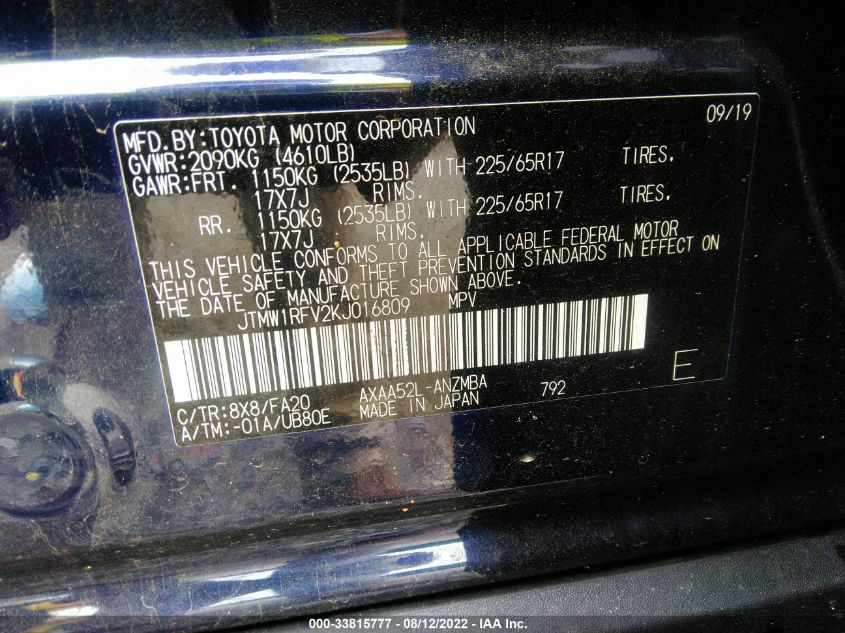 09/19
MFD.BY:TOYOTA MOTOR CORPORATION
GVWR:2090KG (4610LB)
GAWR:FRT. 1150KG (2535LB) WITH 225/65R17 TIRES.
17X7J RIMS.
RR. 1150KG (2535LB) WITH 225/65R17 TIRES.
17X7J RIMS.
THIS VEHICLE CONFORMS TO ALL APPLICABLE FEDERAL MOTOR
VEHICLE SAFETY AND THEFT PREVENTION STANDARDS IN EFFECT ON
THE DATE OF MANUFACTURE SHOWN ABOVE.
JTMW1RFV2KJ016809 MPV
C/TR:8X8/FA20 AXAA52L-ANZMBA 792 E
A/TM:-01A/UB80E MADE IN JAPAN
000-33815777 - 08/12/2022 - IAA Inc.